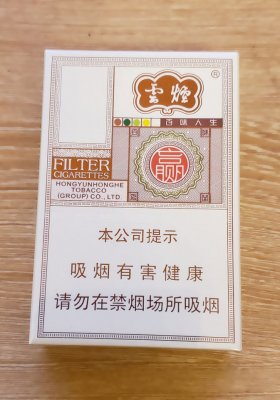 雲煙
®
百味人生
赢
FILTER
CIGARETTES
HONGYUNHONGHE
TOBACCO
(GROUP) CO., LTD.
本公司提示
吸烟有害健康
请勿在禁烟场所吸烟